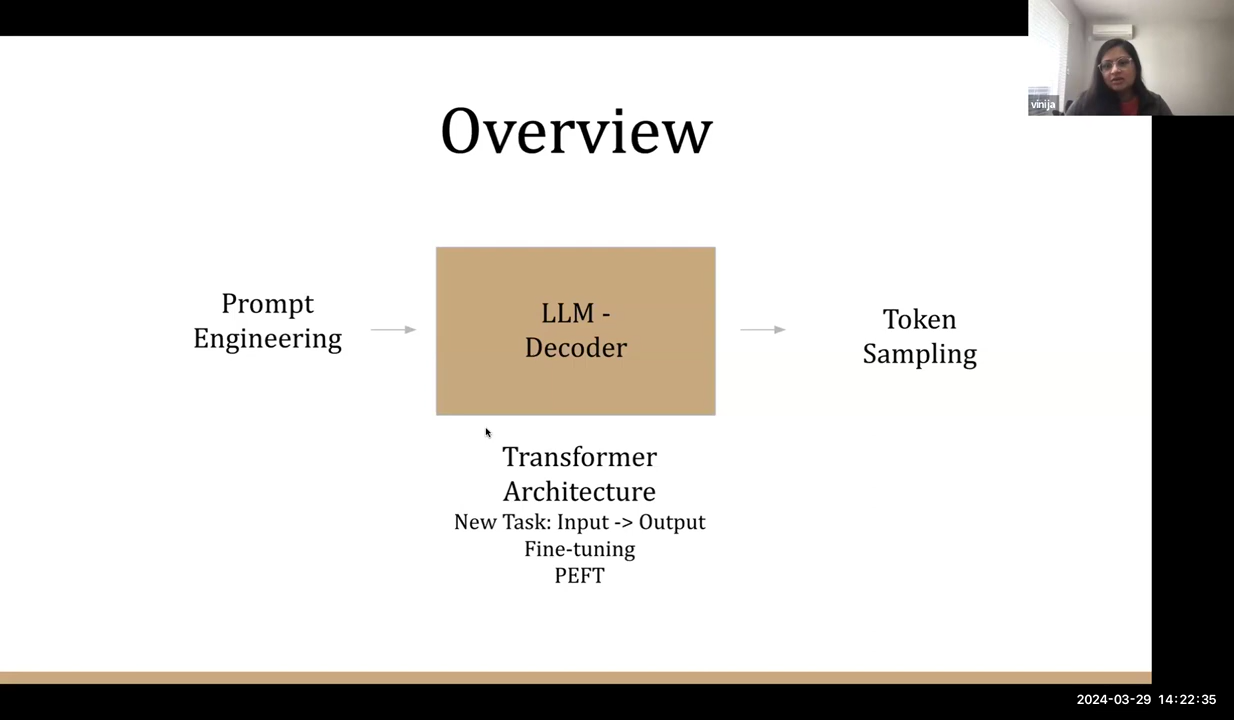 vinija
Overview
Prompt
Engineering
LLM -
Decoder
Token
Sampling
Transformer
Architecture
New Task: Input -> Output
Fine-tuning
PEFT
2024-03-29 14:22:35